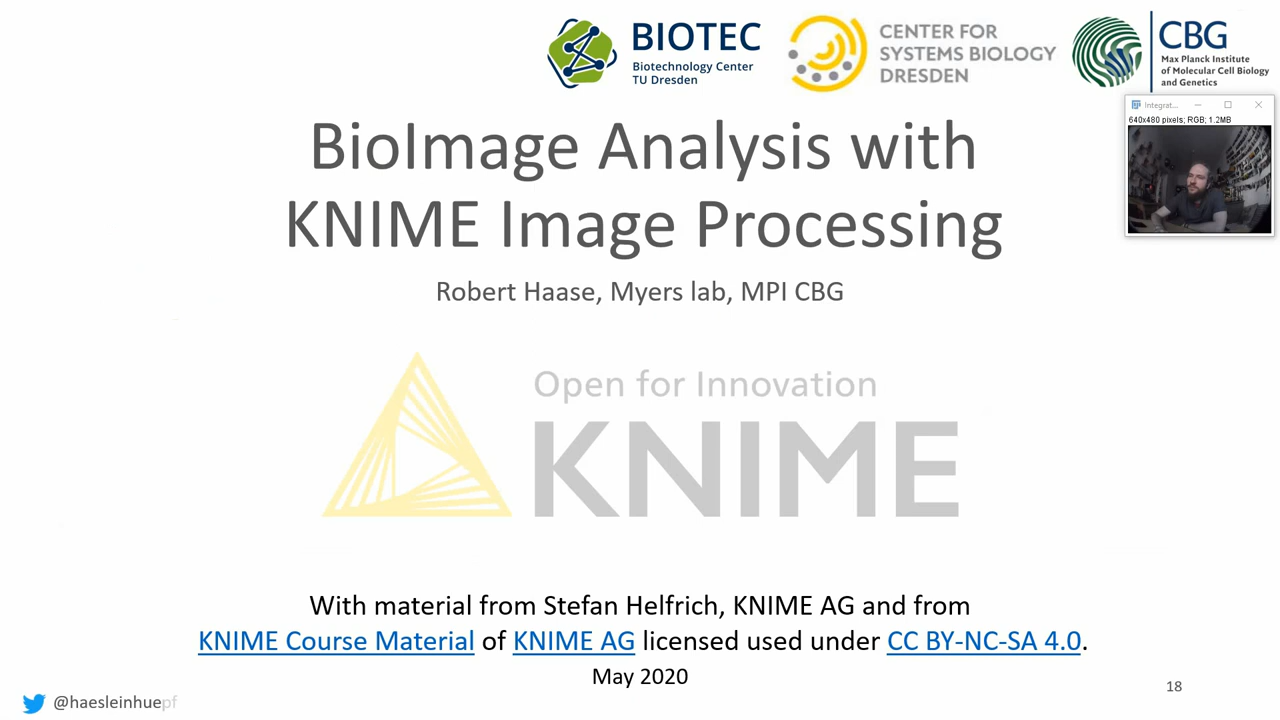 BIOTEC
Biotechnology Center
TU Dresden
CENTER FOR
SYSTEMS BIOLOGY
DRESDEN
CBG
Max Planck Institute
of Molecular Cell Biology
and Genetics
Integrat...
640x480 pixels; RGB; 1.2MB
BioImage Analysis with
KNIME Image Processing
Robert Haase, Myers lab, MPI CBG
Open for Innovation
KNIME
With material from Stefan Helfrich, KNIME AG and from
KNIME Course Material of KNIME AG licensed used under CC BY-NC-SA 4.0.
May 2020
@haesleinhuepf
18